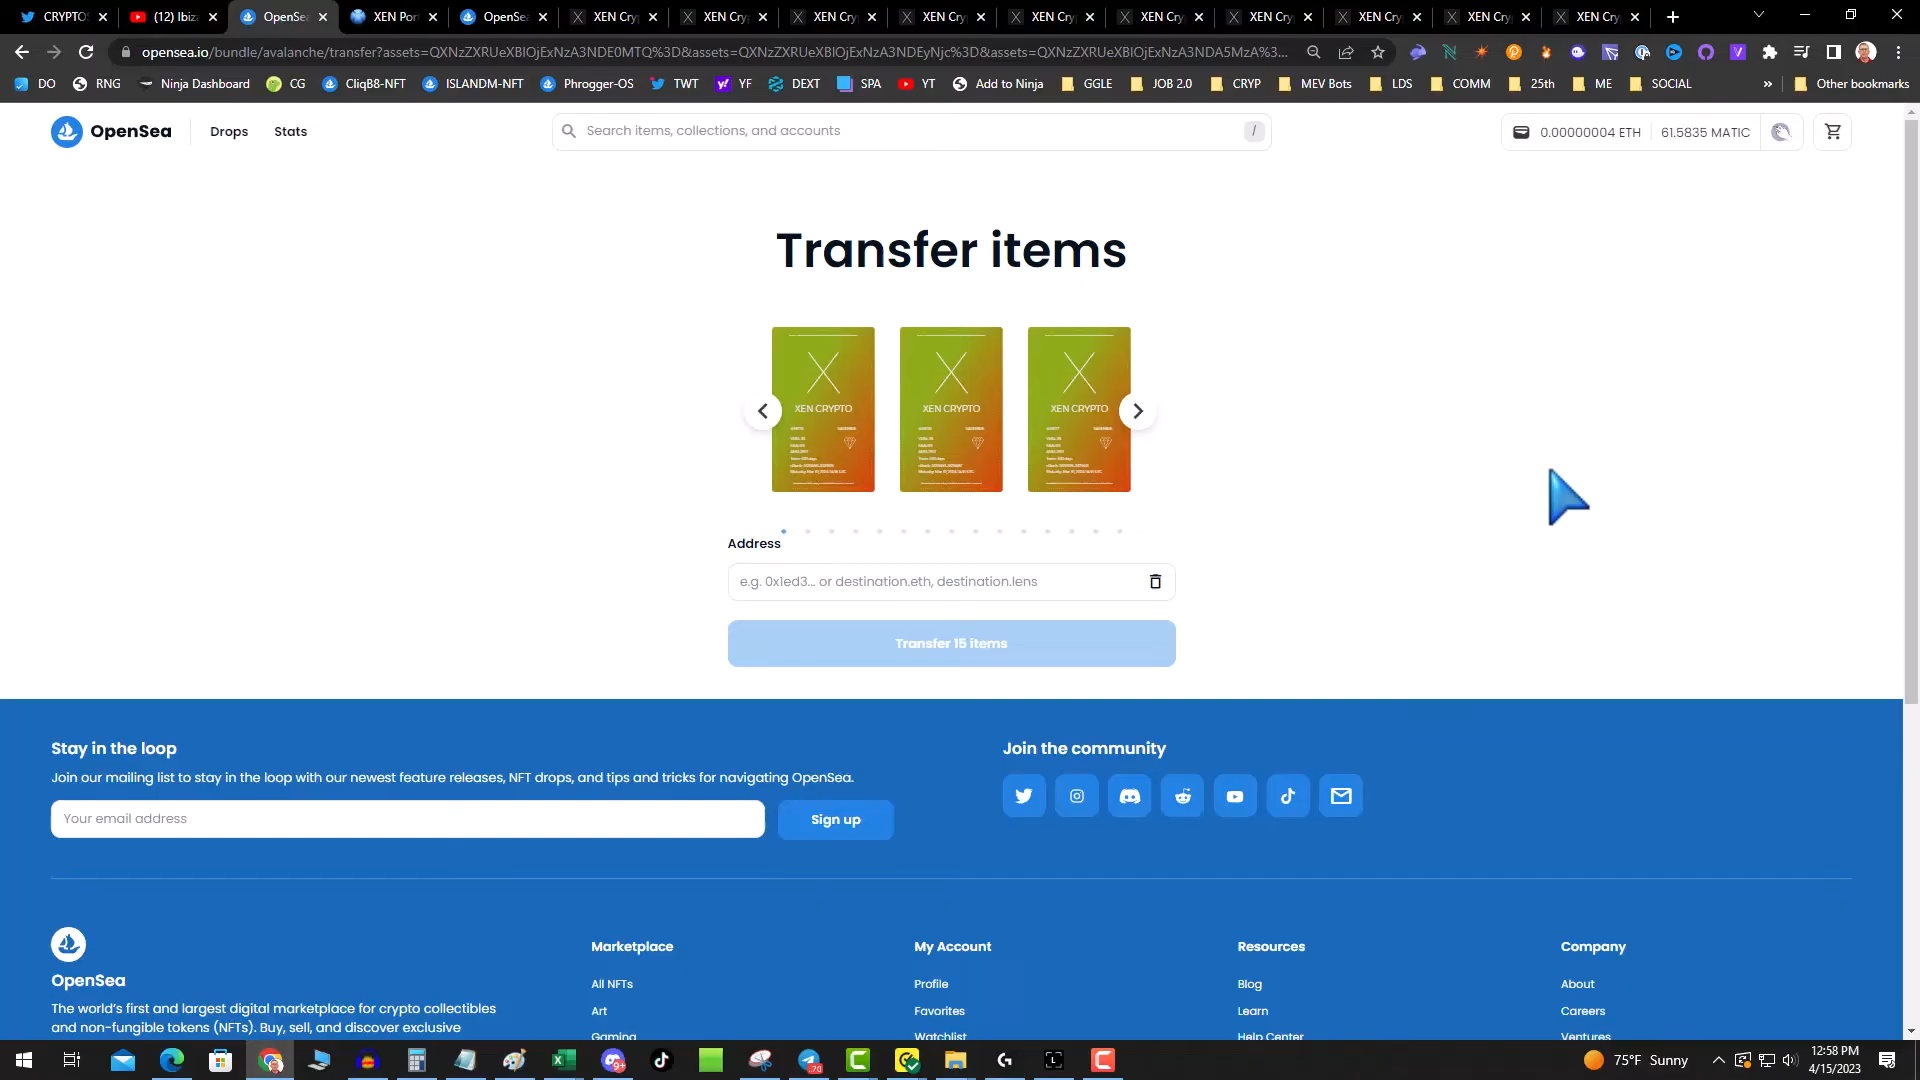 CRYPTO
(12) Ibiza
OpenSea
XEN Por
OpenSea
XEN Cry
XEN Cry
XEN Cry
XEN Cry
XEN Cry
XEN Cry
XEN Cry
XEN Cry
XEN Cry
XEN Cry
opensea.io/bundle/avalanche/transfer?assets=QXNzZXRUeXBlOjExNzA3NDE0MTQ%3D&assets=QXNzZXRUeXBlOjExNzA3NDEyNjc%3D&assets=QXNzZXRUeXBlOjExNzA3NDA5MzA%3...
DO
RNG
Ninja Dashboard
CG
CliqB8-NFT
ISLANDM-NFT
Phrogger-OS
TWT
YF
DEXT
SPA
YT
Add to Ninja
GGLE
JOB 2.0
CRYP
MEV Bots
LDS
COMM
25th
ME
SOCIAL
»
Other bookmarks
OpenSea
Drops
Stats
Search items, collections, and accounts
/
0.00000004 ETH
61.5835 MATIC
Transfer items
XEN CRYPTO
XEN CRYPTO
XEN CRYPTO
Address
e.g. 0x1ed3... or destination.eth, destination.lens
Transfer 15 items
Stay in the loop
Join our mailing list to stay in the loop with our newest feature releases, NFT drops, and tips and tricks for navigating OpenSea.
Your email address
Sign up
Join the community
OpenSea
The world's first and largest digital marketplace for crypto collectibles
and non-fungible tokens (NFTs). Buy, sell, and discover exclusive
Marketplace
All NFTs
Art
Gaming
My Account
Profile
Favorites
Watchlist
Resources
Blog
Learn
Help Center
Company
About
Careers
Ventures
9+
70
75°F Sunny
12:58 PM
4/15/2023